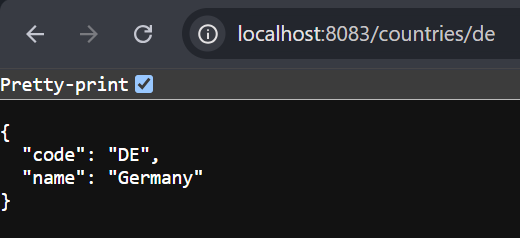 localhost:8083/countries/de
Pretty-print
{
  "code": "DE",
  "name": "Germany"
}